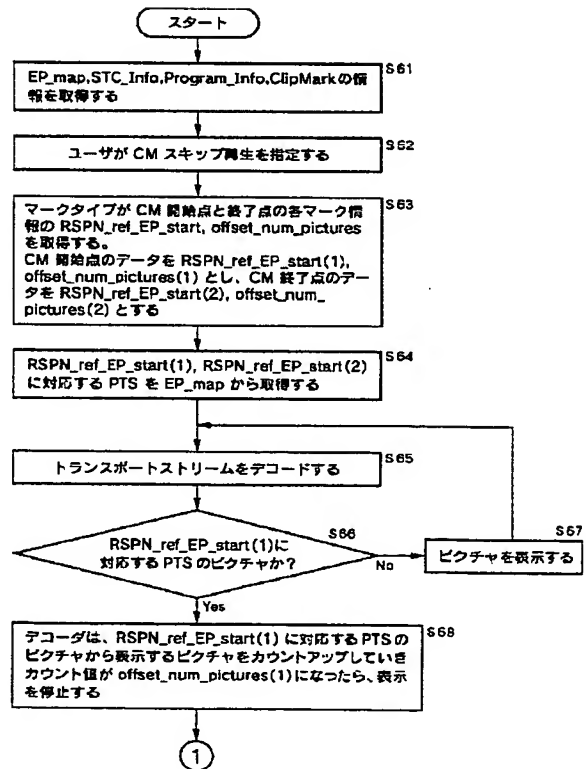 スタート
S61
EP_map,STC_Info,Program_Info,ClipMarkの情
報を取得する
S62
ユーザが CM スキップ再生を指定する
S63
マークタイプが CM 開始点と終了点の各マーク情
報の RSPN_ref_EP_start, offset_num_pictures
を取得する。
CM 開始点のデータを RSPN_ref_EP_start(1),
offset_num_pictures(1) とし、CM 終了点のデー
タを RSPN_ref_EP_start(2), offset_num_
pictures(2) とする
S64
RSPN_ref_EP_start(1), RSPN_ref_EP_start(2)
に対応する PTS を EP_map から取得する
S65
トランスポートストリームをデコードする
S66
RSPN_ref_EP_start(1)に
対応する PTS のピクチャか?
No
S67
ピクチャを表示する
Yes
S68
デコーダは、RSPN_ref_EP_start(1) に対応するPTSの
ピクチャから表示するピクチャをカウントアップしていき
カウント値が offset_num_pictures(1)になったら、表示
を停止する
1